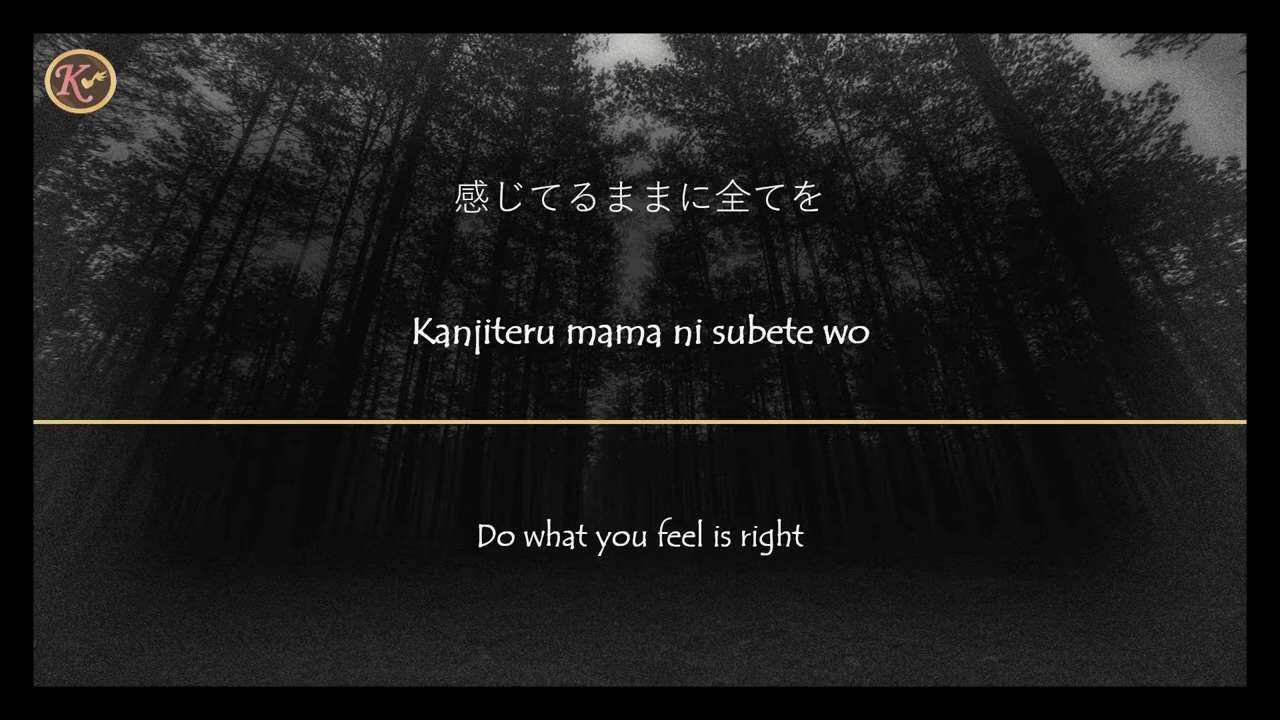 K
感じてるままに全てを
Kanjiteru mama ni subete wo
Do what you feel is right